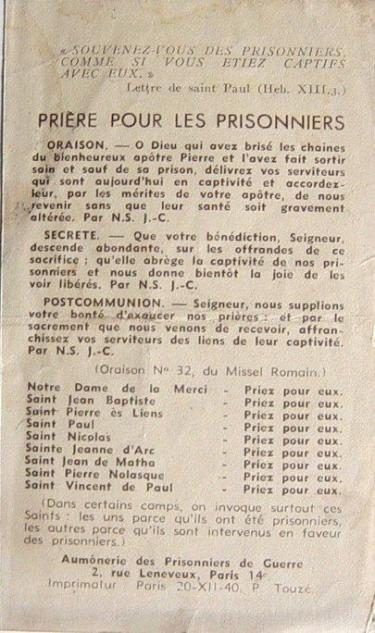 « SOUVENEZ-VOUS DES PRISONNIERS,
COMME SI VOUS ETIEZ CAPTIFS
AVEC EUX. »
Lettre de saint Paul (Heb. XIII,3.)
PRIÈRE POUR LES PRISONNIERS
ORAISON. — O Dieu qui avez brisé les chaines
du bienheureux apôtre Pierre et l'avez fait sortir
sain et sauf de sa prison, délivrez vos serviteurs
qui sont aujourd'hui en captivité et accordez-
leur, par les mérites de votre apôtre, de nous
revenir sans que leur santé soit gravement
altérée. Par N.S. J.-C.
SECRETE. — Que votre bénédiction, Seigneur,
descende abondante, sur les offrandes de ce
sacrifice ; qu'elle abrège la captivité de nos pri-
sonniers et nous donne bientôt la joie de les
voir libérés. Par N.S. J.-C.
POSTCOMMUNION. — Seigneur, nous supplions
votre bonté d'exaucer nos prières : et par le
sacrement que nous venons de recevoir, affran-
chissez vos serviteurs des liens de leur captivité.
Par N.S. J.-C.
(Oraison Nº 32, du Missel Romain.)
Notre Dame de la Merci - Priez pour eux.
Saint Jean Baptiste - Priez pour eux.
Saint Pierre ès Liens - Priez pour eux.
Saint Paul - Priez pour eux.
Saint Nicolas - Priez pour eux.
Sainte Jeanne d'Arc - Priez pour eux.
Saint Jean de Matha - Priez pour eux.
Saint Pierre Nolasque - Priez pour eux.
Saint Vincent de Paul - Priez pour eux.
(Dans certains camps, on invoque surtout ces
Saints : les uns parce qu'ils ont été prisonniers,
les autres parce qu'ils sont intervenus en faveur
des prisonniers.)
Aumônerie des Prisonniers de Guerre
2, rue Leneveux, Paris 14e
Imprimatur Paris 20-XII-40, P. Touzé.